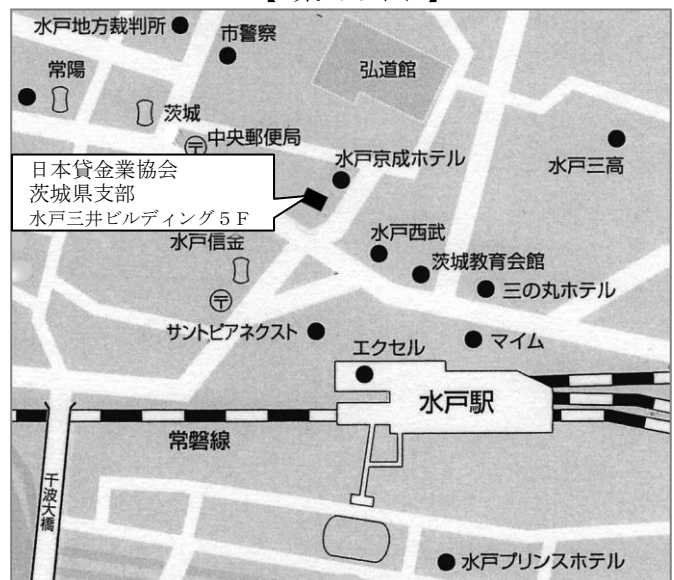 水戸地方裁判所
市警察
常陽
弘道館
茨城
中央郵便局
水戸京成ホテル
水戸三高
日本貸金業協会
茨城県支部
水戸三井ビルディング５Ｆ
水戸西武
水戸信金
茨城教育会館
三の丸ホテル
サントピアネクスト
マイム
エクセル
水戸駅
常磐線
千波大橋
水戸プリンスホテル